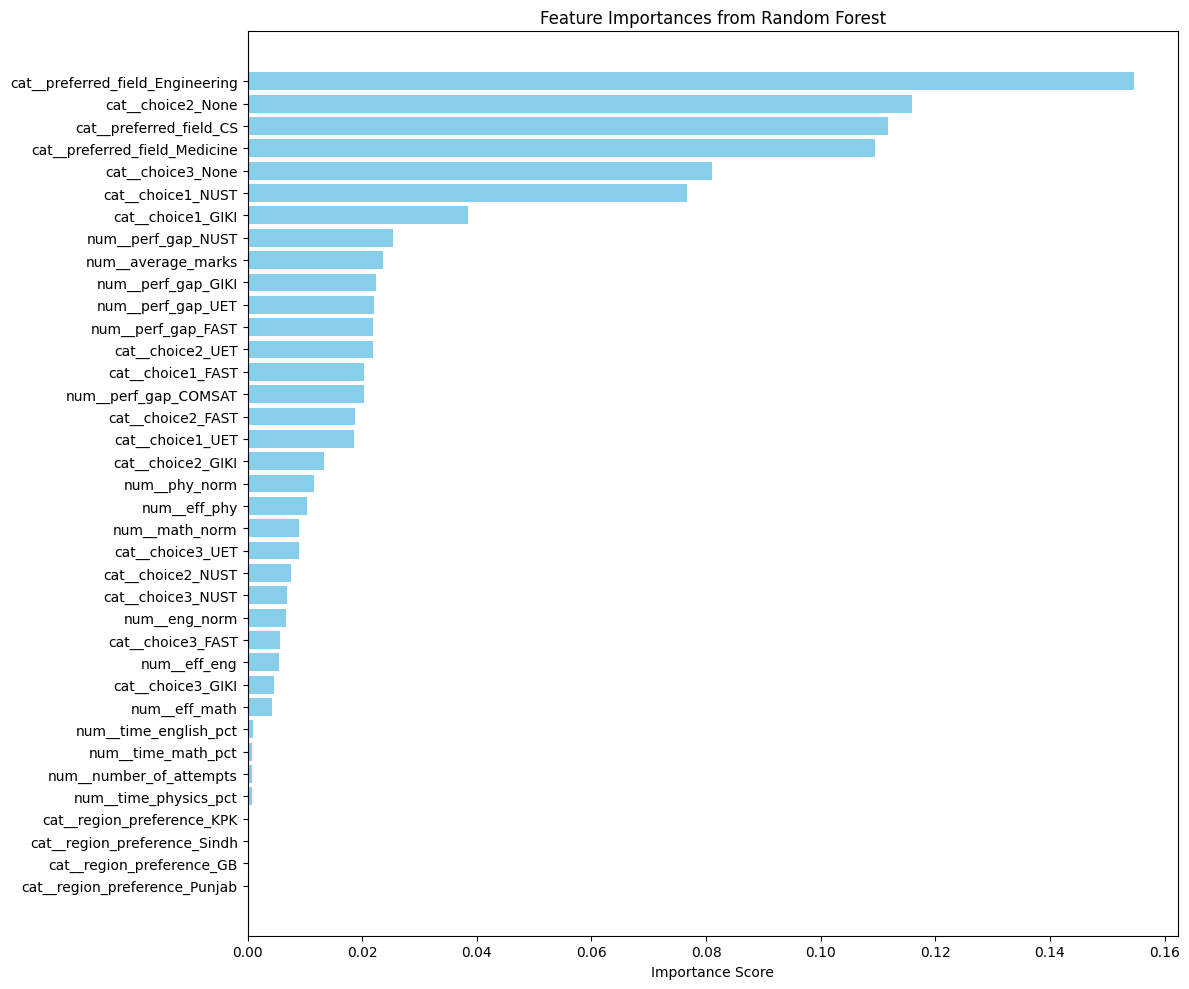 Feature Importances from Random Forest
cat__preferred_field_Engineering
cat__choice2_None
cat__preferred_field_CS
cat__preferred_field_Medicine
cat__choice3_None
cat__choice1_NUST
cat__choice1_GIKI
num__perf_gap_NUST
num__average_marks
num__perf_gap_GIKI
num__perf_gap_UET
num__perf_gap_FAST
cat__choice2_UET
cat__choice1_FAST
num__perf_gap_COMSAT
cat__choice2_FAST
cat__choice1_UET
cat__choice2_GIKI
num__phy_norm
num__eff_phy
num__math_norm
cat__choice3_UET
cat__choice2_NUST
cat__choice3_NUST
num__eng_norm
cat__choice3_FAST
num__eff_eng
cat__choice3_GIKI
num__eff_math
num__time_english_pct
num__time_math_pct
num__number_of_attempts
num__time_physics_pct
cat__region_preference_KPK
cat__region_preference_Sindh
cat__region_preference_GB
cat__region_preference_Punjab
0.00 0.02 0.04 0.06 0.08 0.10 0.12 0.14 0.16
Importance Score